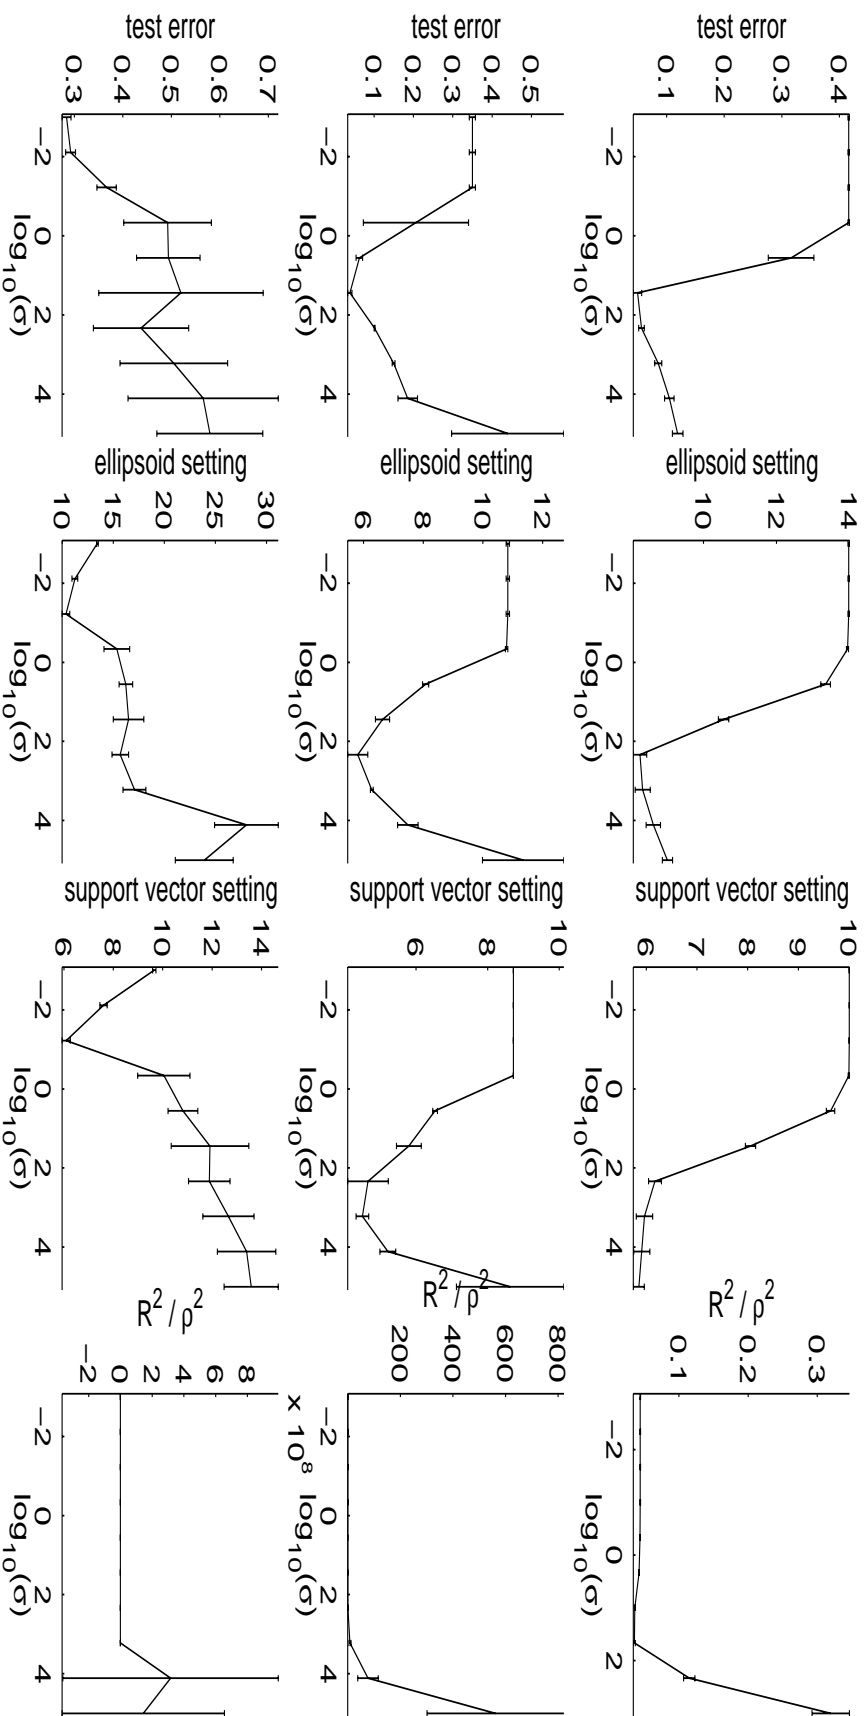 test error
0.4
0.3
0.2
0.1
−2 0 2 4
log₁₀(σ)
ellipsoid setting
14
12
10
−2 0 2 4
log₁₀(σ)
support vector setting
10
9
8
7
6
−2 0 2 4
log₁₀(σ)
R² / ρ²
0.3
0.2
0.1
−2 0 2
log₁₀(σ)
test error
0.5
0.4
0.3
0.2
0.1
−2 0 2 4
log₁₀(σ)
ellipsoid setting
12
10
8
6
−2 0 2 4
log₁₀(σ)
support vector setting
10
8
6
−2 0 2 4
log₁₀(σ)
R² / ρ²
800
600
400
200
−2 0 2 4
log₁₀(σ)
test error
0.7
0.6
0.5
0.4
0.3
−2 0 2 4
log₁₀(σ)
ellipsoid setting
30
25
20
15
10
−2 0 2 4
log₁₀(σ)
support vector setting
14
12
10
8
6
−2 0 2 4
log₁₀(σ)
R² / ρ²
x 10⁸
8
6
4
2
0
−2
−2 0 2 4
log₁₀(σ)